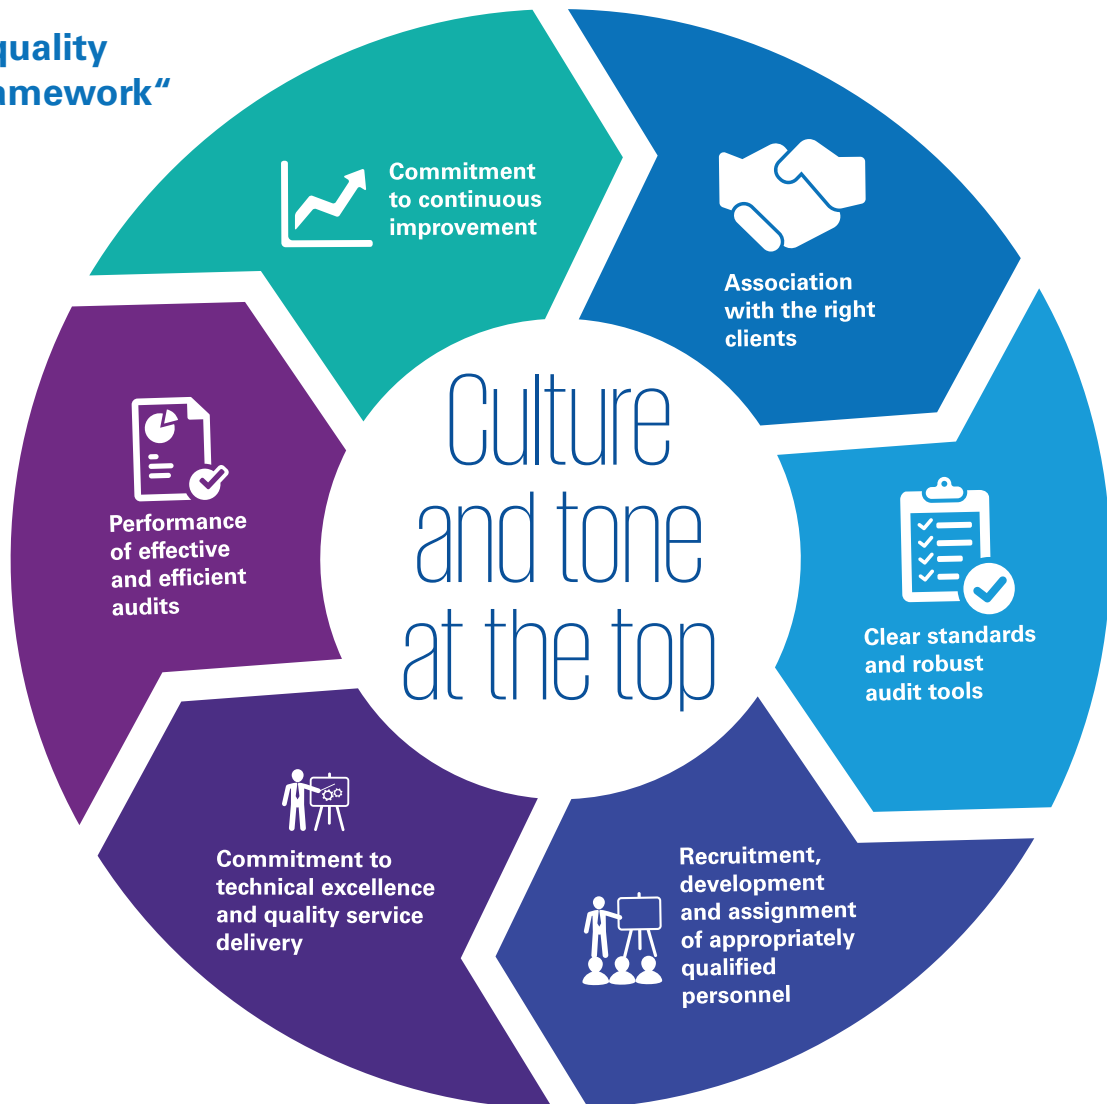 quality
amework“
Commitment
to continuous
improvement
Association
with the right
clients
Clear standards
and robust
audit tools
Recruitment,
development
and assignment
of appropriately
qualified
personnel
Commitment to
technical excellence
and quality service
delivery
Performance
of effective
and efficient
audits
Culture
and tone
at the top